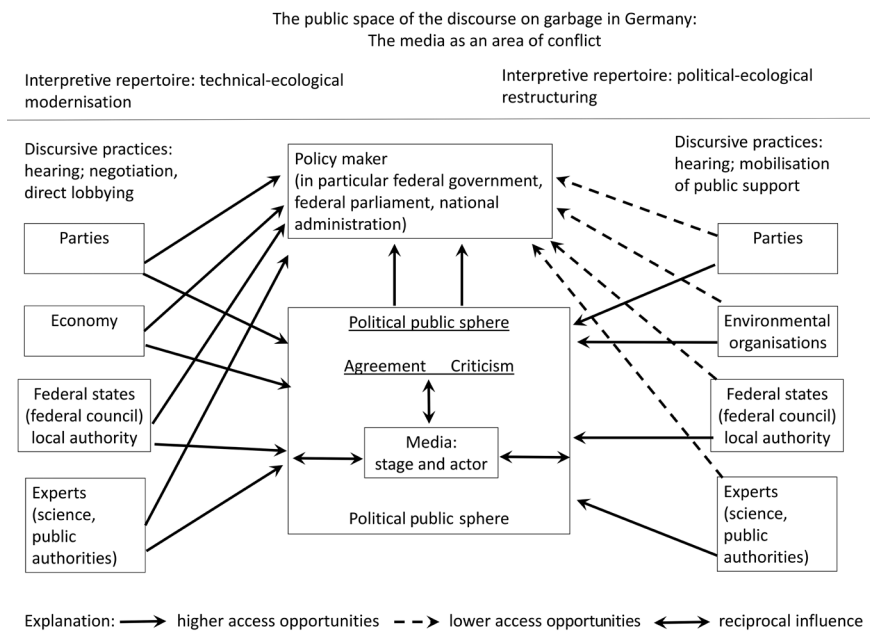 The public space of the discourse on garbage in Germany:
The media as an area of conflict
Interpretive repertoire: technical-ecological
modernisation
Interpretive repertoire: political-ecological
restructuring
Discursive practices:
hearing; negotiation,
direct lobbying
Policy maker
(in particular federal government,
federal parliament, national
administration)
Discursive practices:
hearing; mobilisation
of public support
Parties
Economy
Federal states
(federal council)
local authority
Experts
(science,
public
authorities)
Political public sphere
Agreement Criticism
Media:
stage and actor
Political public sphere
Parties
Environmental
organisations
Federal states
(federal council)
local authority
Experts
(science,
public
authorities)
Explanation: higher access opportunities lower access opportunities reciprocal influence